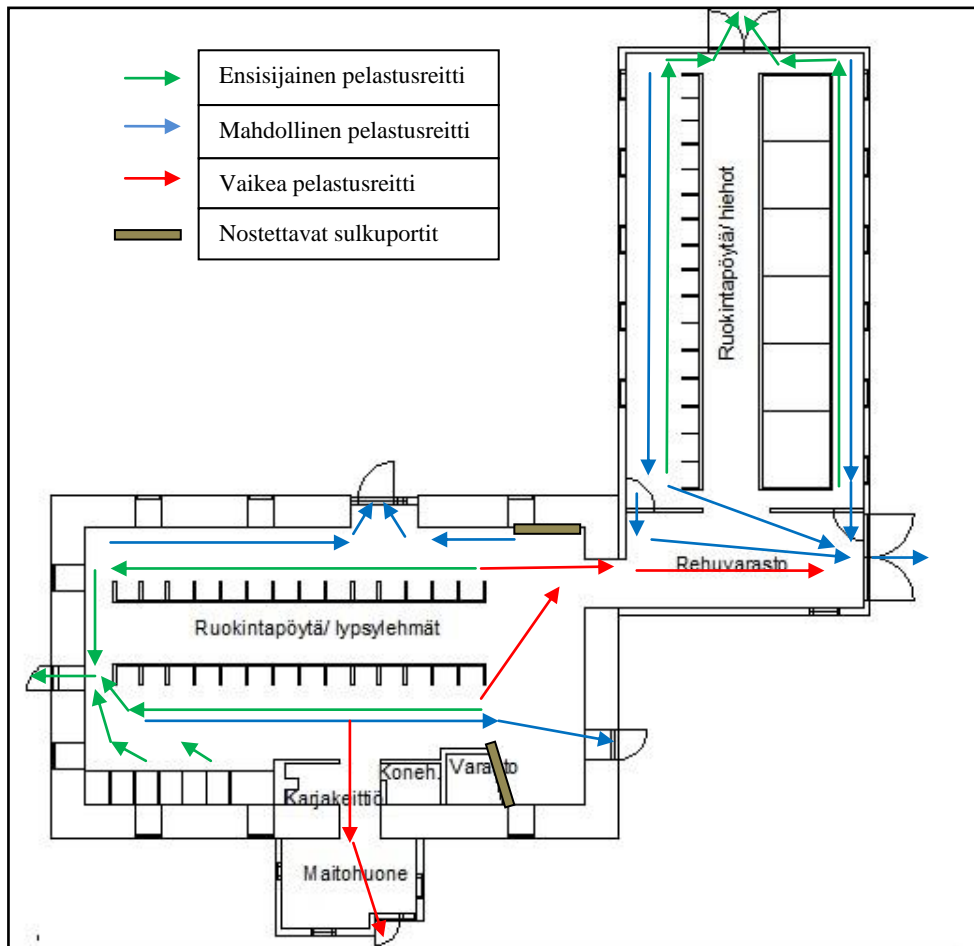 Ensisijainen pelastusreitti
Mahdollinen pelastusreitti
Vaikea pelastusreitti
Nostettavat sulkuportit
Ruokintapöytä/ hiehot
Rehuvarasto
Ruokintapöytä/ lypsylehmät
Koneh.
Varasto
Karjakeittiö
Maitohuone